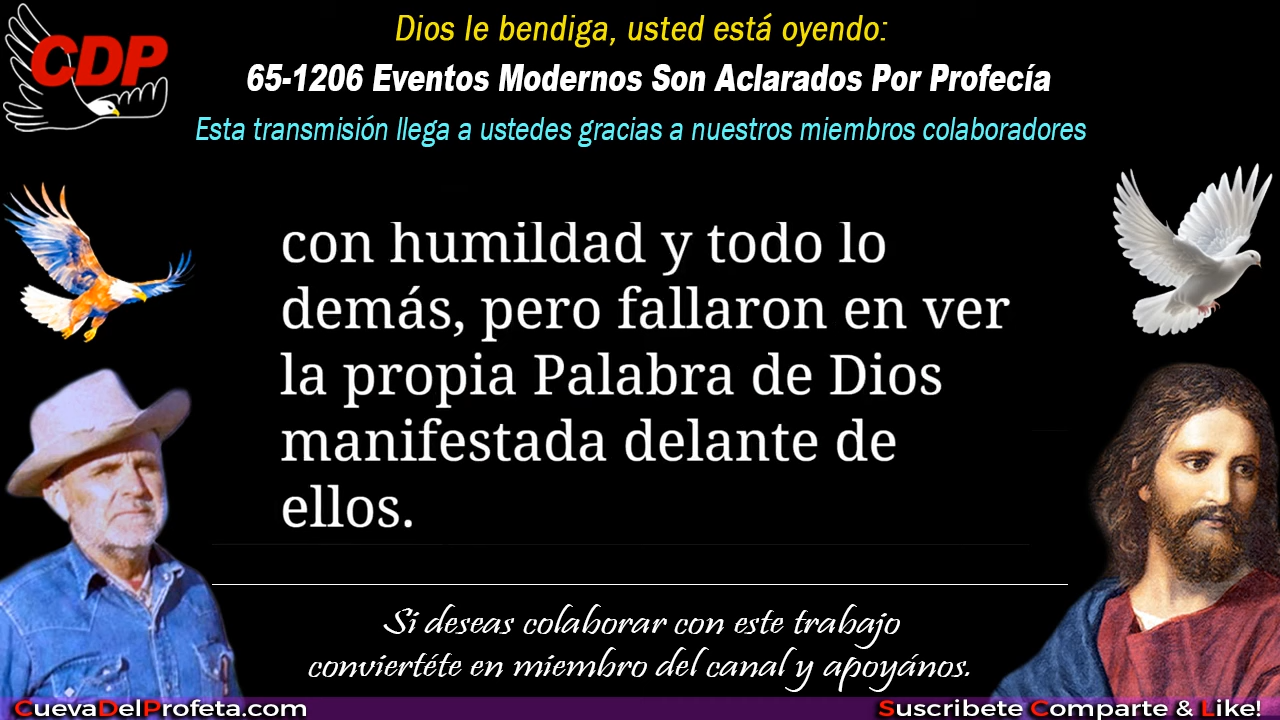 CDP
Dios le bendiga, usted está oyendo:
65-1206 Eventos Modernos Son Aclarados Por Profecía
Esta transmisión llega a ustedes gracias a nuestros miembros colaboradores
con humildad y todo lo
demás, pero fallaron en ver
la propia Palabra de Dios
manifestada delante de
ellos.
Si deseas colaborar con este trabajo
conviertéte en miembro del canal y apoyános.
CuevaDelProfeta.com
Suscribete Comparte & Like!